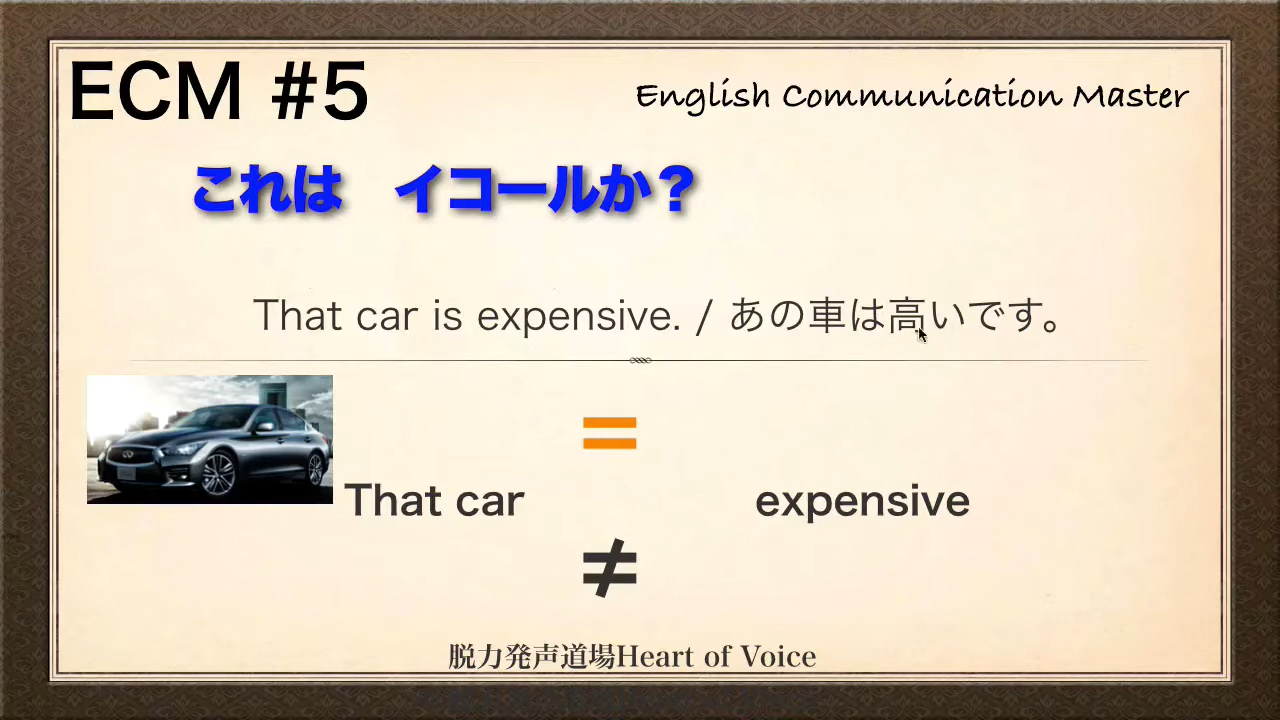 ECM #5
English Communication Master
これは　イコールか？
That car is expensive. / あの車は高いです。
=
That car
expensive
≠
脱力発声道場Heart of Voice